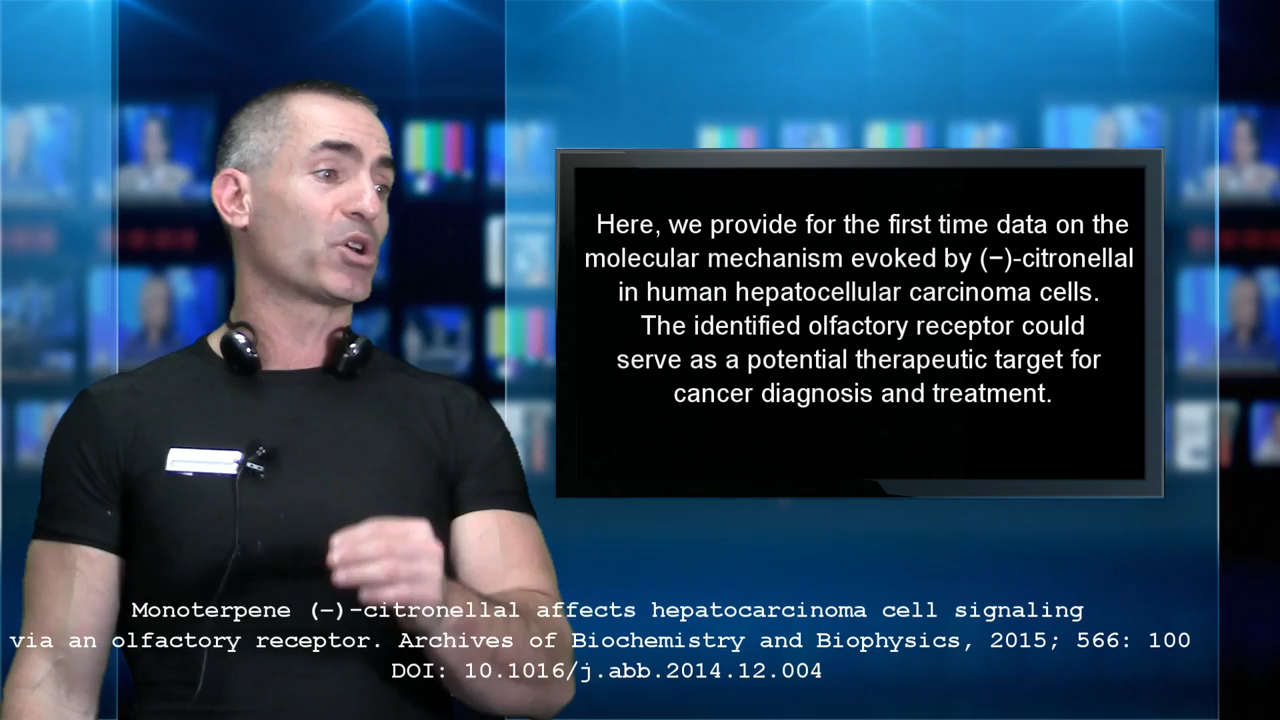 Here, we provide for the first time data on the
molecular mechanism evoked by (−)-citronellal
in human hepatocellular carcinoma cells.
The identified olfactory receptor could
serve as a potential therapeutic target for
cancer diagnosis and treatment.
Monoterpene (−)-citronellal affects hepatocarcinoma cell signaling
via an olfactory receptor. Archives of Biochemistry and Biophysics, 2015; 566: 100
DOI: 10.1016/j.abb.2014.12.004